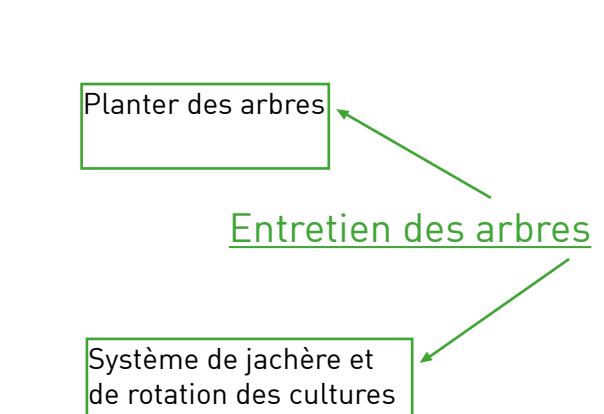 Planter des arbres
Entretien des arbres
Système de jachère et
de rotation des cultures